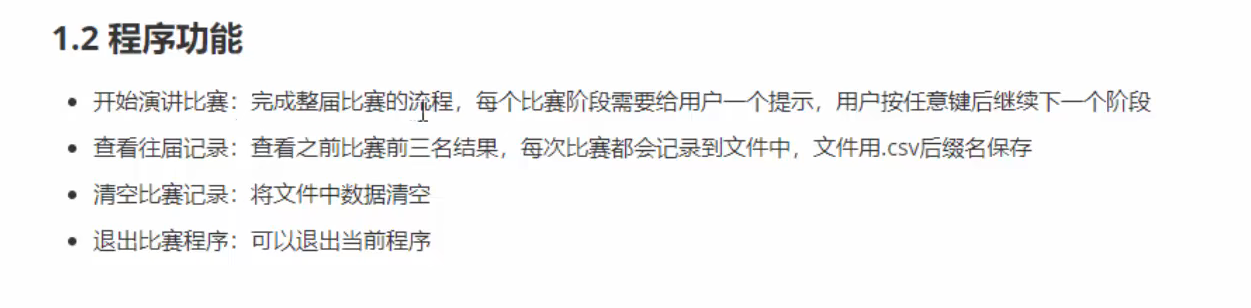 1.2 程序功能
• 开始演讲比赛：完成整届比赛的流程，每个比赛阶段需要给用户一个提示，用户按任意键后继续下一个阶段
• 查看往届记录：查看之前比赛前三名结果，每次比赛都会记录到文件中，文件用.csv后缀名保存
• 清空比赛记录：将文件中数据清空
• 退出比赛程序：可以退出当前程序